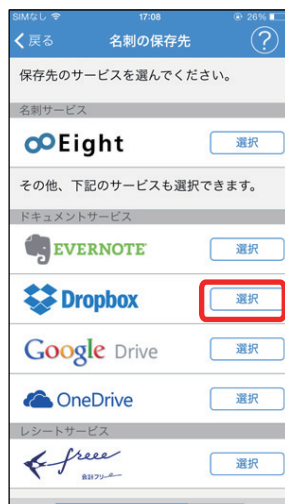 SIMなし 17:08 26%
戻る 名刺の保存先 ?
保存先のサービスを選んでください。
名刺サービス
Eight 選択
その他、下記のサービスも選択できます。
ドキュメントサービス
EVERNOTE 選択
Dropbox 選択
Google Drive 選択
OneDrive 選択
レシートサービス
freee 選択
会計フリー